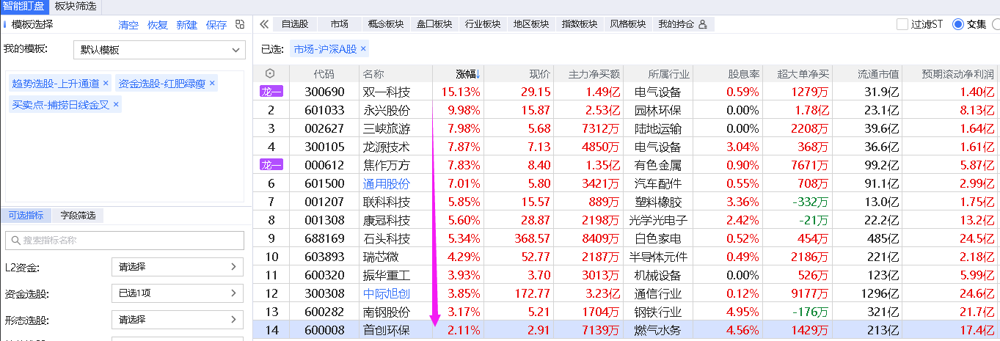 智能盯盘 板块筛选
模板选择 清空 恢复 新建 保存
我的模板: 默认模板
趋势选股-上升通道 × 资金选股-红肥绿瘦 ×
买卖点-捕捞日线金叉 ×
可选指标 字段筛选
搜索指标名称
L2资金: 请选择
资金选股: 已选1项
形态选股: 请选择
自选股 市场 概念板块 盘口板块 行业板块 地区板块 指数板块 风格板块 我的持仓 过滤ST 交集
已选: 市场-沪深A股 ×
代码 名称 涨幅↓ 现价 主力净买额 所属行业 股息率 超大单净买 流通市值 预期滚动净利润
龙一 300690 双一科技 15.13% 29.15 1.49亿 电气设备 0.59% 1279万 31.9亿 1.40亿
2 601033 永兴股份 9.98% 15.87 2.53亿 园林环保 0.00% 1.78亿 23.1亿 8.13亿
3 002627 三峡旅游 7.98% 5.68 7312万 陆地运输 0.00% 2208万 39.6亿 1.64亿
4 300105 龙源技术 7.87% 7.13 4850万 电气设备 3.04% 368万 36.6亿 1.61亿
龙一 000612 焦作万方 7.83% 8.40 1.35亿 有色金属 0.90% 7671万 99.2亿 5.87亿
6 601500 通用股份 7.01% 5.80 3421万 汽车配件 0.55% 708万 91.1亿 2.99亿
7 001207 联科科技 5.85% 15.57 889万 塑料橡胶 3.36% -332万 13.0亿 1.75亿
8 001308 康冠科技 5.60% 28.87 2198万 光学光电子 2.42% -21万 22.2亿 13.2亿
9 688169 石头科技 5.34% 368.57 8409万 白色家电 0.52% 454万 485亿 24.5亿
10 603893 瑞芯微 4.29% 52.77 2187万 半导体元件 0.49% 2186万 221亿 2.18亿
11 600320 振华重工 3.93% 3.70 3013万 机械设备 0.00% 526万 123亿 5.99亿
12 300308 中际旭创 3.85% 172.77 3.23亿 通信行业 0.12% 9177万 1296亿 24.6亿
13 600282 南钢股份 3.17% 5.21 1704万 钢铁行业 4.95% -176万 321亿 21.7亿
14 600008 首创环保 2.11% 2.91 7139万 燃气水务 4.56% 1429万 213亿 17.4亿